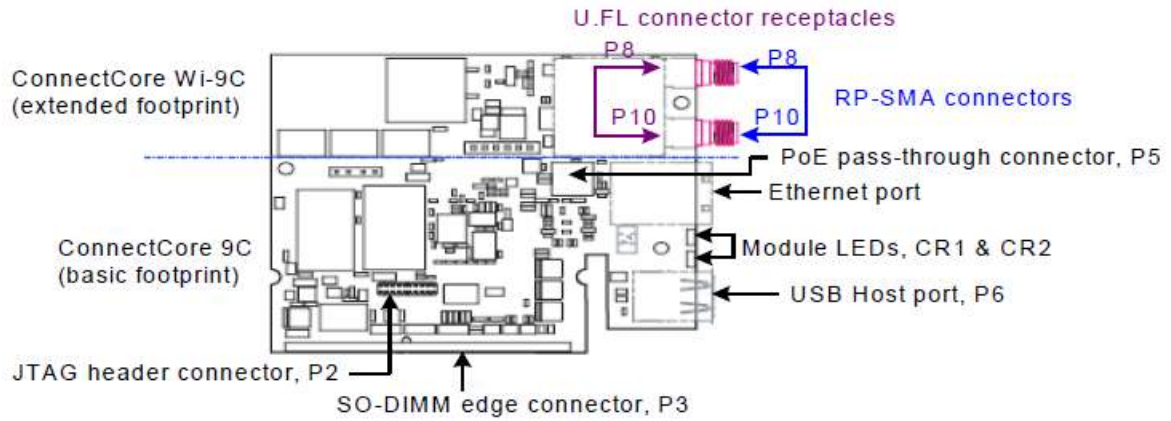 U.FL connector receptacles
P8
P8
ConnectCore Wi-9C
(extended footprint)
RP-SMA connectors
P10
P10
PoE pass-through connector, P5
Ethernet port
ConnectCore 9C
(basic footprint)
Module LEDs, CR1 & CR2
USB Host port, P6
JTAG header connector, P2
SO-DIMM edge connector, P3